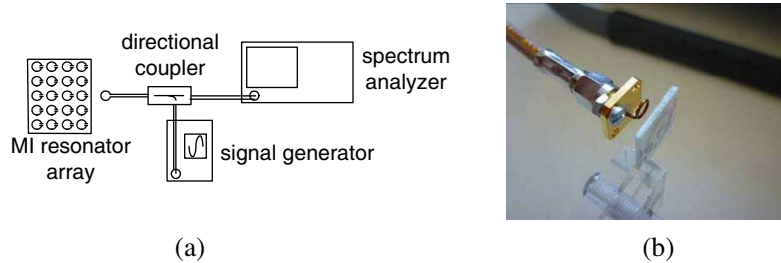 directional
coupler
spectrum
analyzer
MI resonator
array
signal generator
(a)
(b)